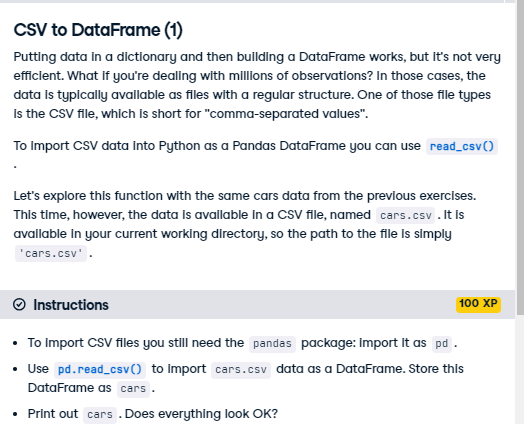 CSV to DataFrame (1)
Putting data in a dictionary and then building a DataFrame works, but it's not very
efficient. What if you're dealing with millions of observations? In those cases, the
data is typically available as files with a regular structure. One of those file types
is the CSV file, which is short for "comma-separated values".
To import CSV data into Python as a Pandas DataFrame you can use read_csv()
.
Let's explore this function with the same cars data from the previous exercises.
This time, however, the data is available in a CSV file, named cars.csv. It is
available in your current working directory, so the path to the file is simply
'cars.csv'.
Instructions 100 XP
• To import CSV files you still need the pandas package: import it as pd.
• Use pd.read_csv() to import cars.csv data as a DataFrame. Store this
DataFrame as cars.
• Print out cars. Does everything look OK?